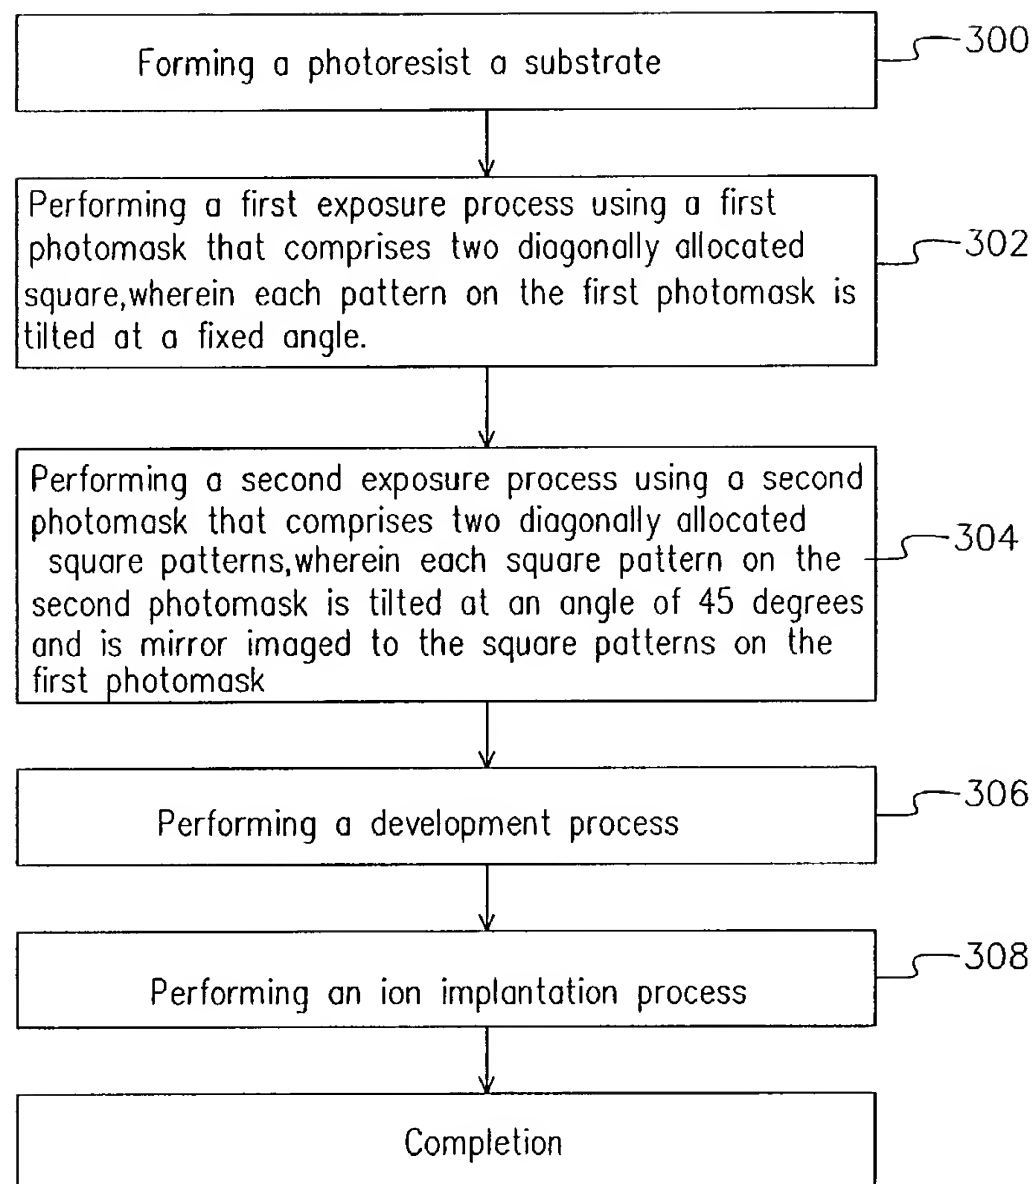 Forming a photoresist a substrate
300
Performing a first exposure process using a first
photomask that comprises two diagonally allocated
square,wherein each pattern on the first photomask is
tilted at a fixed angle.
302
Performing a second exposure process using a second
photomask that comprises two diagonally allocated
square patterns,wherein each square pattern on the
second photomask is tilted at an angle of 45 degrees
and is mirror imaged to the square patterns on the
first photomask
304
Performing a development process
306
Performing an ion implantation process
308
Completion